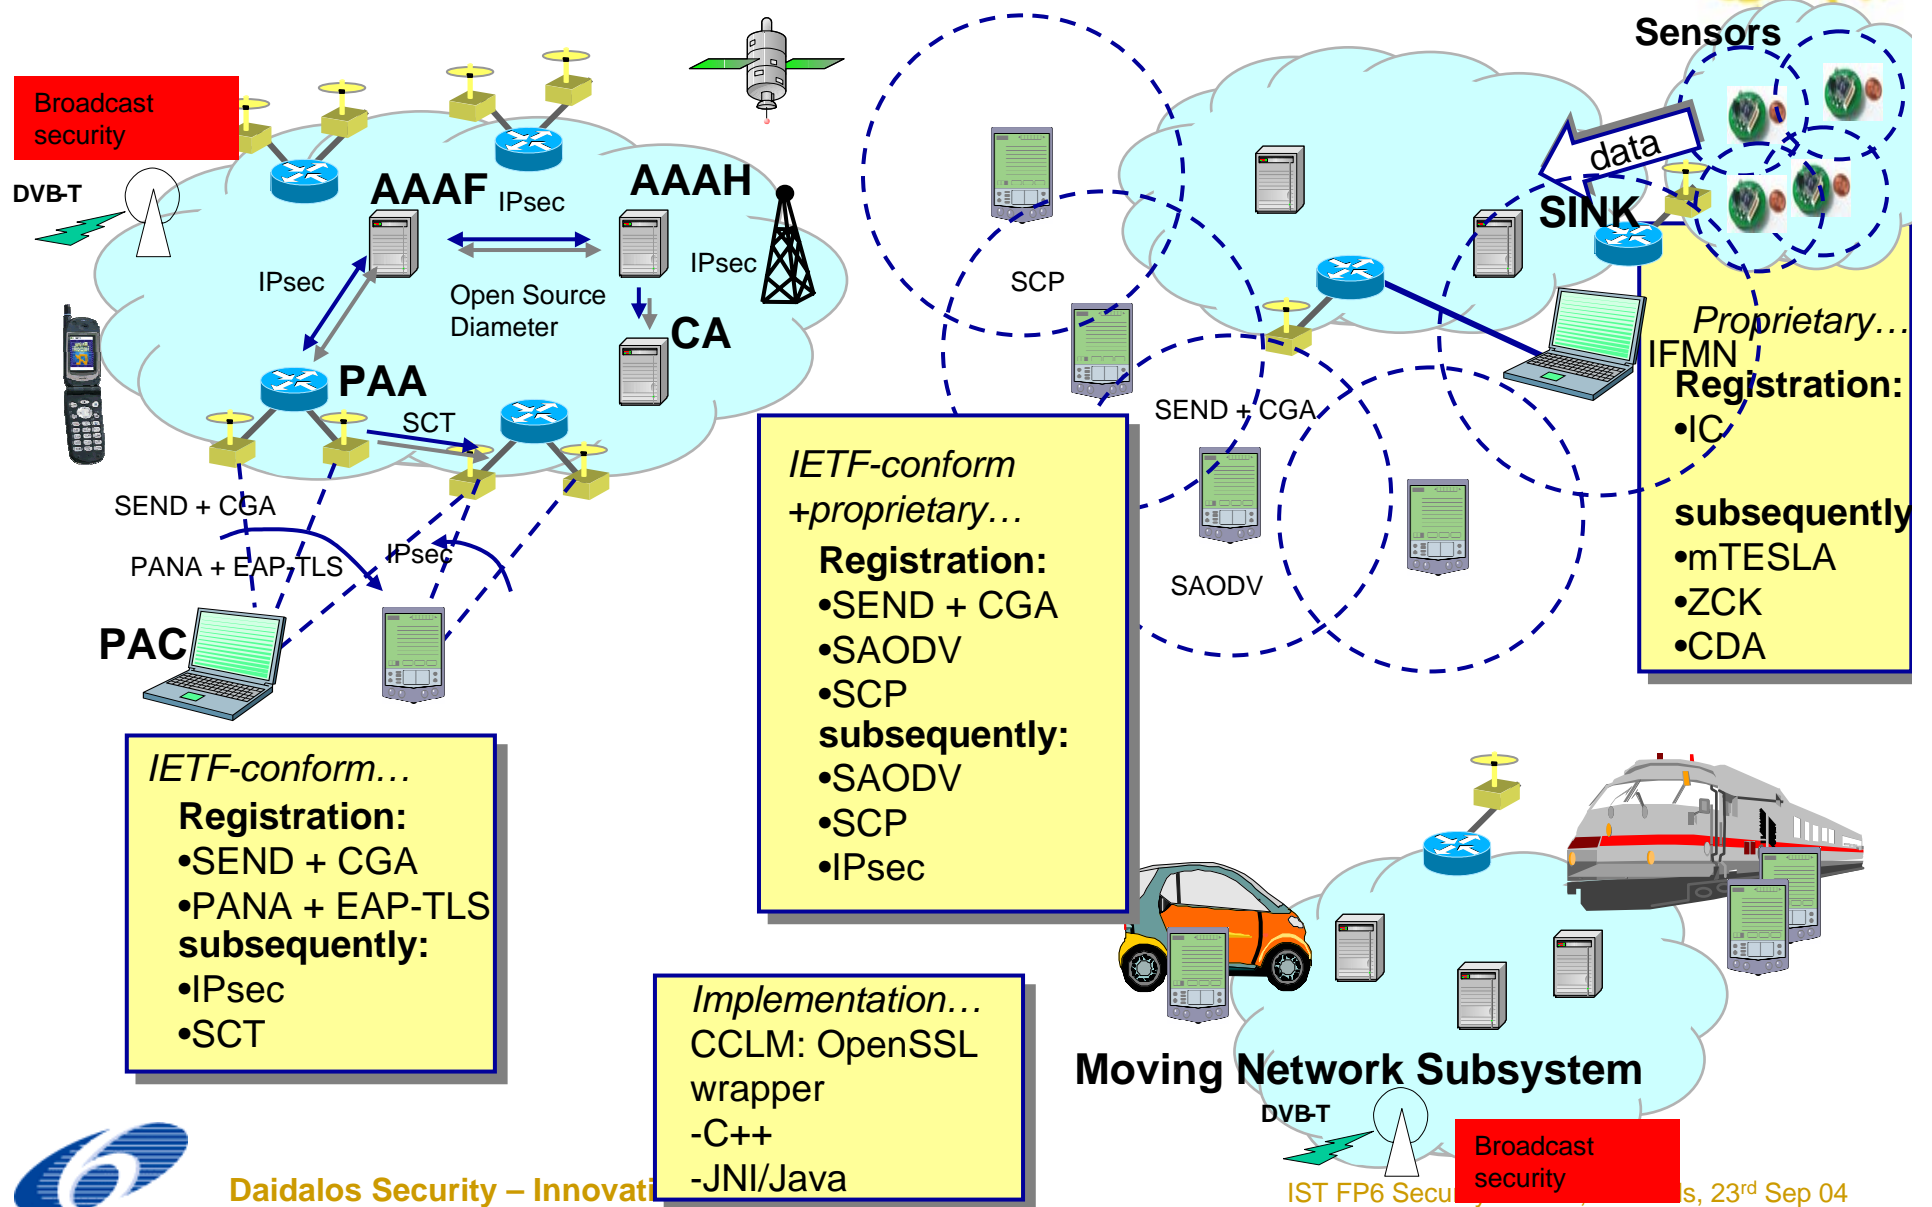 Sensors
Broadcast
security
DVB-T
AAAF
IPsec
AAAH
IPsec
IPsec
Open Source
Diameter
CA
PAA
SCT
SEND + CGA
PANA + EAP-TLS
IPsec
PAC
IETF-conform…
Registration:
•SEND + CGA
•PANA + EAP-TLS
subsequently:
•IPsec
•SCT
SCP
SEND + CGA
SAODV
IETF-conform
+proprietary…
Registration:
•SEND + CGA
•SAODV
•SCP
subsequently:
•SAODV
•SCP
•IPsec
data
SINK
IFMN
Proprietary…
Registration:
•IC
subsequently
•mTESLA
•ZCK
•CDA
Implementation…
CCLM: OpenSSL
wrapper
-C++
-JNI/Java
Moving Network Subsystem
DVB-T
Broadcast
security
Daidalos Security –
IST FP6 23rd Sep 04